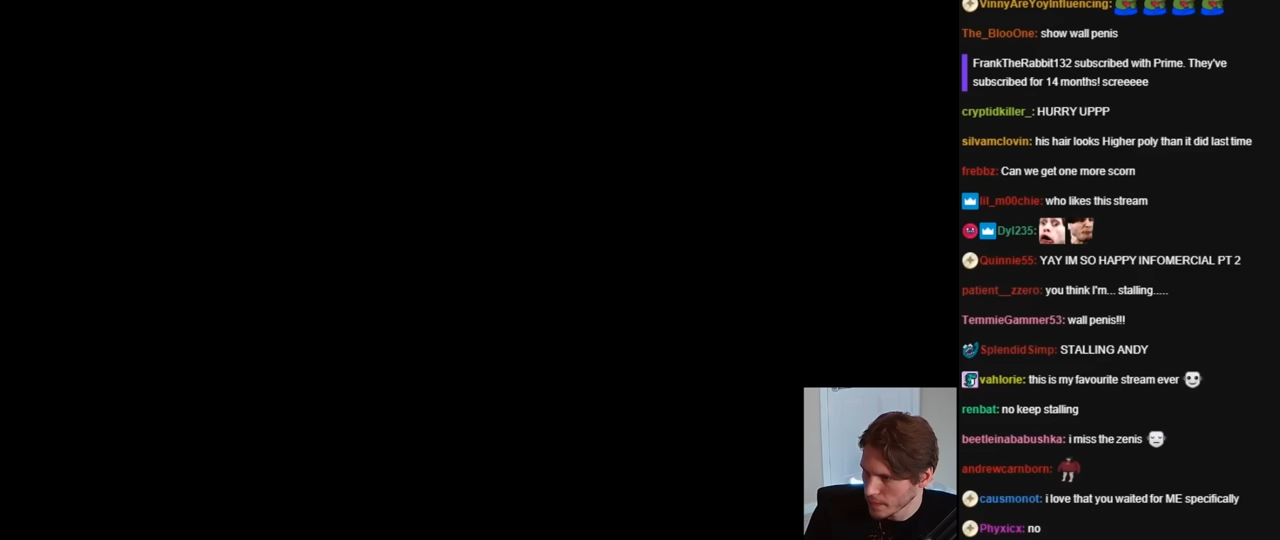 VinnyAreYoyInfluencing:
The_BlooOne: show wall penis
FrankTheRabbit132 subscribed with Prime. They've
subscribed for 14 months! screeeee
cryptidkiller_: HURRY UPPP
silvamclovin: his hair looks Higher poly than it did last time
frebbz: Can we get one more scorn
lil_m00chie: who likes this stream
Dyl235:
Quinnie55: YAY IM SO HAPPY INFOMERCIAL PT 2
patient__zzero: you think I'm... stalling.....
TemmieGammer53: wall penis!!!
SplendidSimp: STALLING ANDY
vahlorie: this is my favourite stream ever
renbat: no keep stalling
beetleinababushka: i miss the zenis
andrewcarnborn:
causmonot: i love that you waited for ME specifically
Phyxicx: no